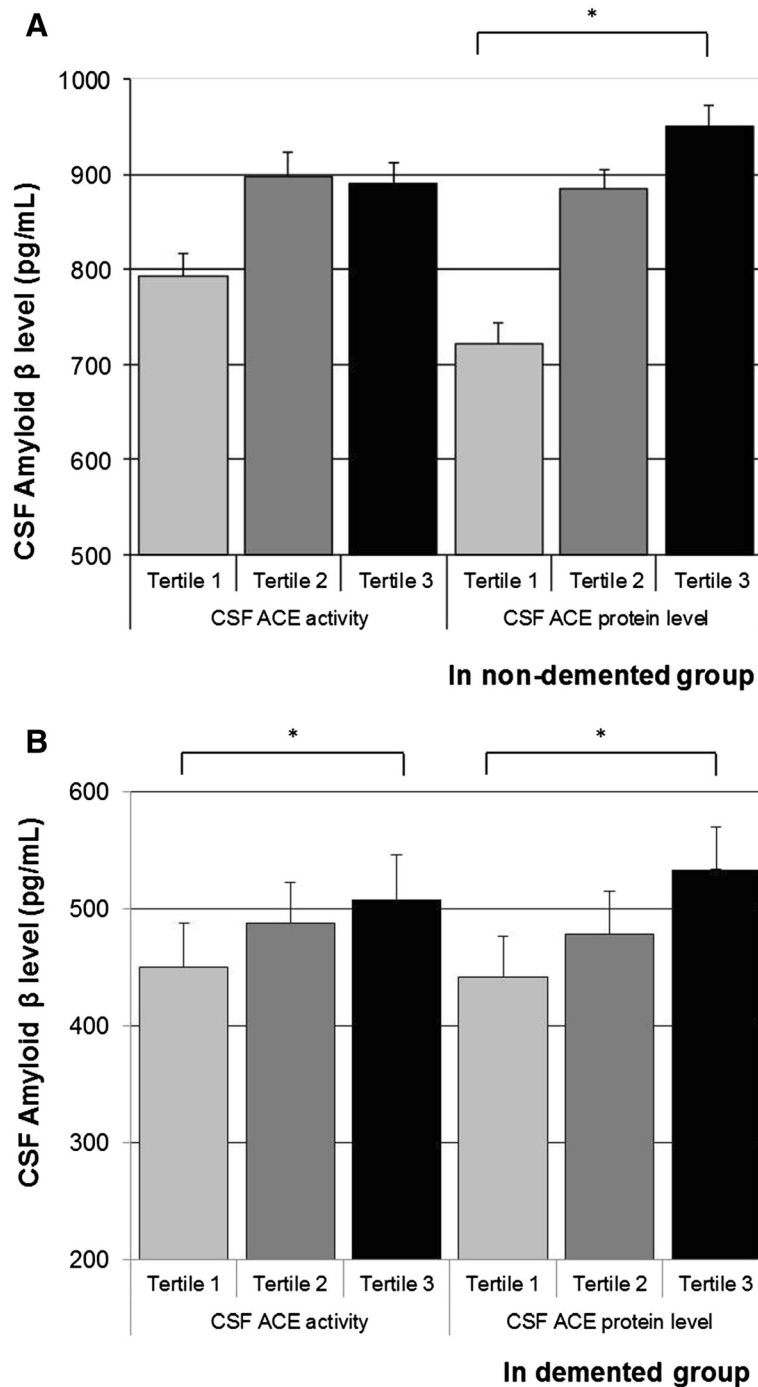 A
*
1000
900
800
700
600
500
CSF Amyloid β level (pg/mL)
Tertile 1 Tertile 2 Tertile 3 Tertile 1 Tertile 2 Tertile 3
CSF ACE activity CSF ACE protein level
In non-demented group
B
* *
600
500
400
300
200
CSF Amyloid β level (pg/mL)
Tertile 1 Tertile 2 Tertile 3 Tertile 1 Tertile 2 Tertile 3
CSF ACE activity CSF ACE protein level
In demented group